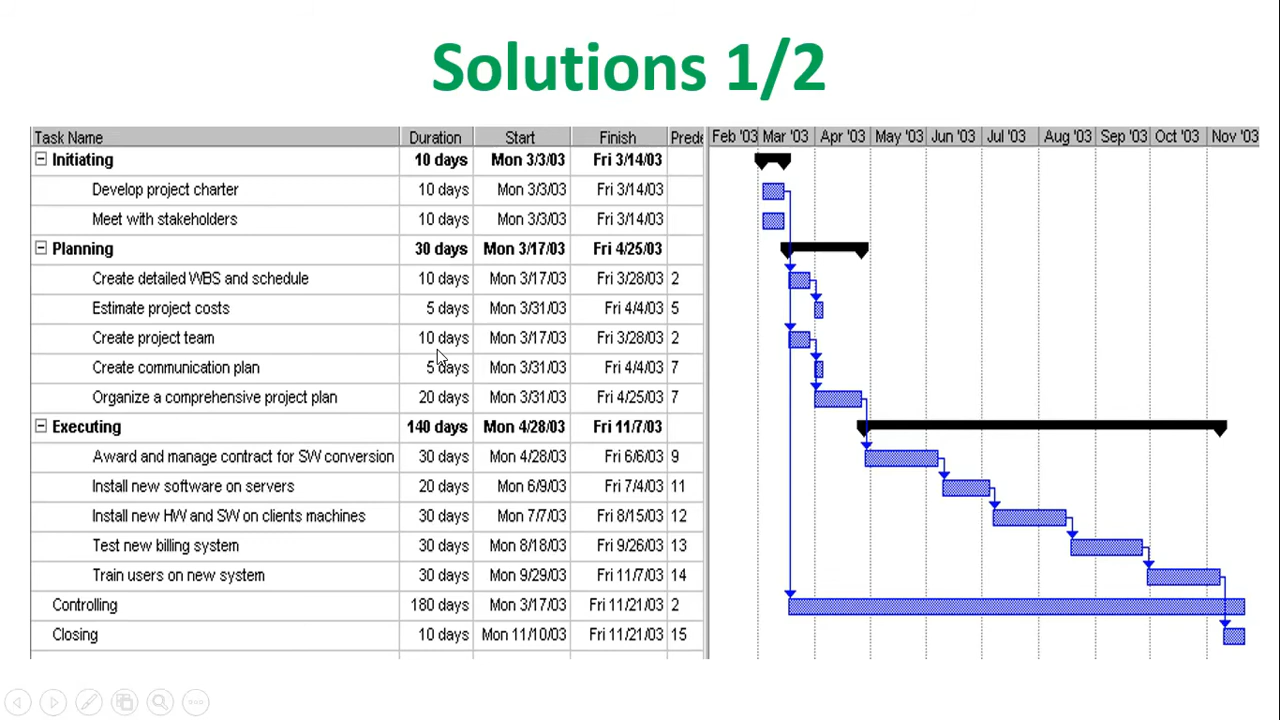 Solutions 1/2
Task Name Duration Start Finish Prede Feb '03 Mar '03 Apr '03 May '03 Jun '03 Jul '03 Aug '03 Sep '03 Oct '03 Nov '03
Initiating 10 days Mon 3/3/03 Fri 3/14/03
Develop project charter 10 days Mon 3/3/03 Fri 3/14/03
Meet with stakeholders 10 days Mon 3/3/03 Fri 3/14/03
Planning 30 days Mon 3/17/03 Fri 4/25/03
Create detailed WBS and schedule 10 days Mon 3/17/03 Fri 3/28/03 2
Estimate project costs 5 days Mon 3/31/03 Fri 4/4/03 5
Create project team 10 days Mon 3/17/03 Fri 3/28/03 2
Create communication plan 5 days Mon 3/31/03 Fri 4/4/03 7
Organize a comprehensive project plan 20 days Mon 3/31/03 Fri 4/25/03 7
Executing 140 days Mon 4/28/03 Fri 11/7/03
Award amd manage contract for SW conversion 30 days Mon 4/28/03 Fri 6/6/03 9
Install new software on servers 20 days Mon 6/9/03 Fri 7/4/03 11
Install new HW and SW on clients machines 30 days Mon 7/7/03 Fri 8/15/03 12
Test new billing system 30 days Mon 8/18/03 Fri 9/26/03 13
Train users on new system 30 days Mon 9/29/03 Fri 11/7/03 14
Controlling 180 days Mon 3/17/03 Fri 11/21/03 2
Closing 10 days Mon 11/10/03 Fri 11/21/03 15